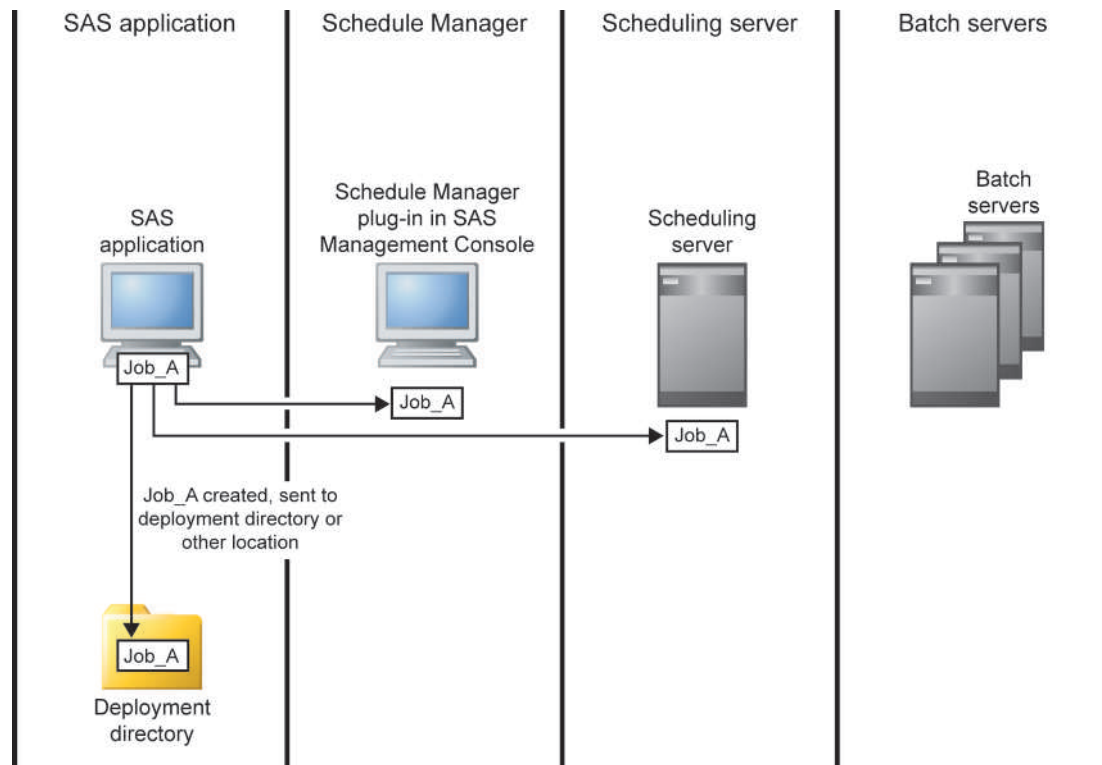 SAS application
Schedule Manager
Scheduling server
Batch servers
SAS
application
Schedule Manager
plug-in in SAS
Management Console
Scheduling
server
Batch
servers
Job_A
Job_A
Job_A
Job_A created, sent to
deployment directory or
other location
Job_A
Deployment
directory